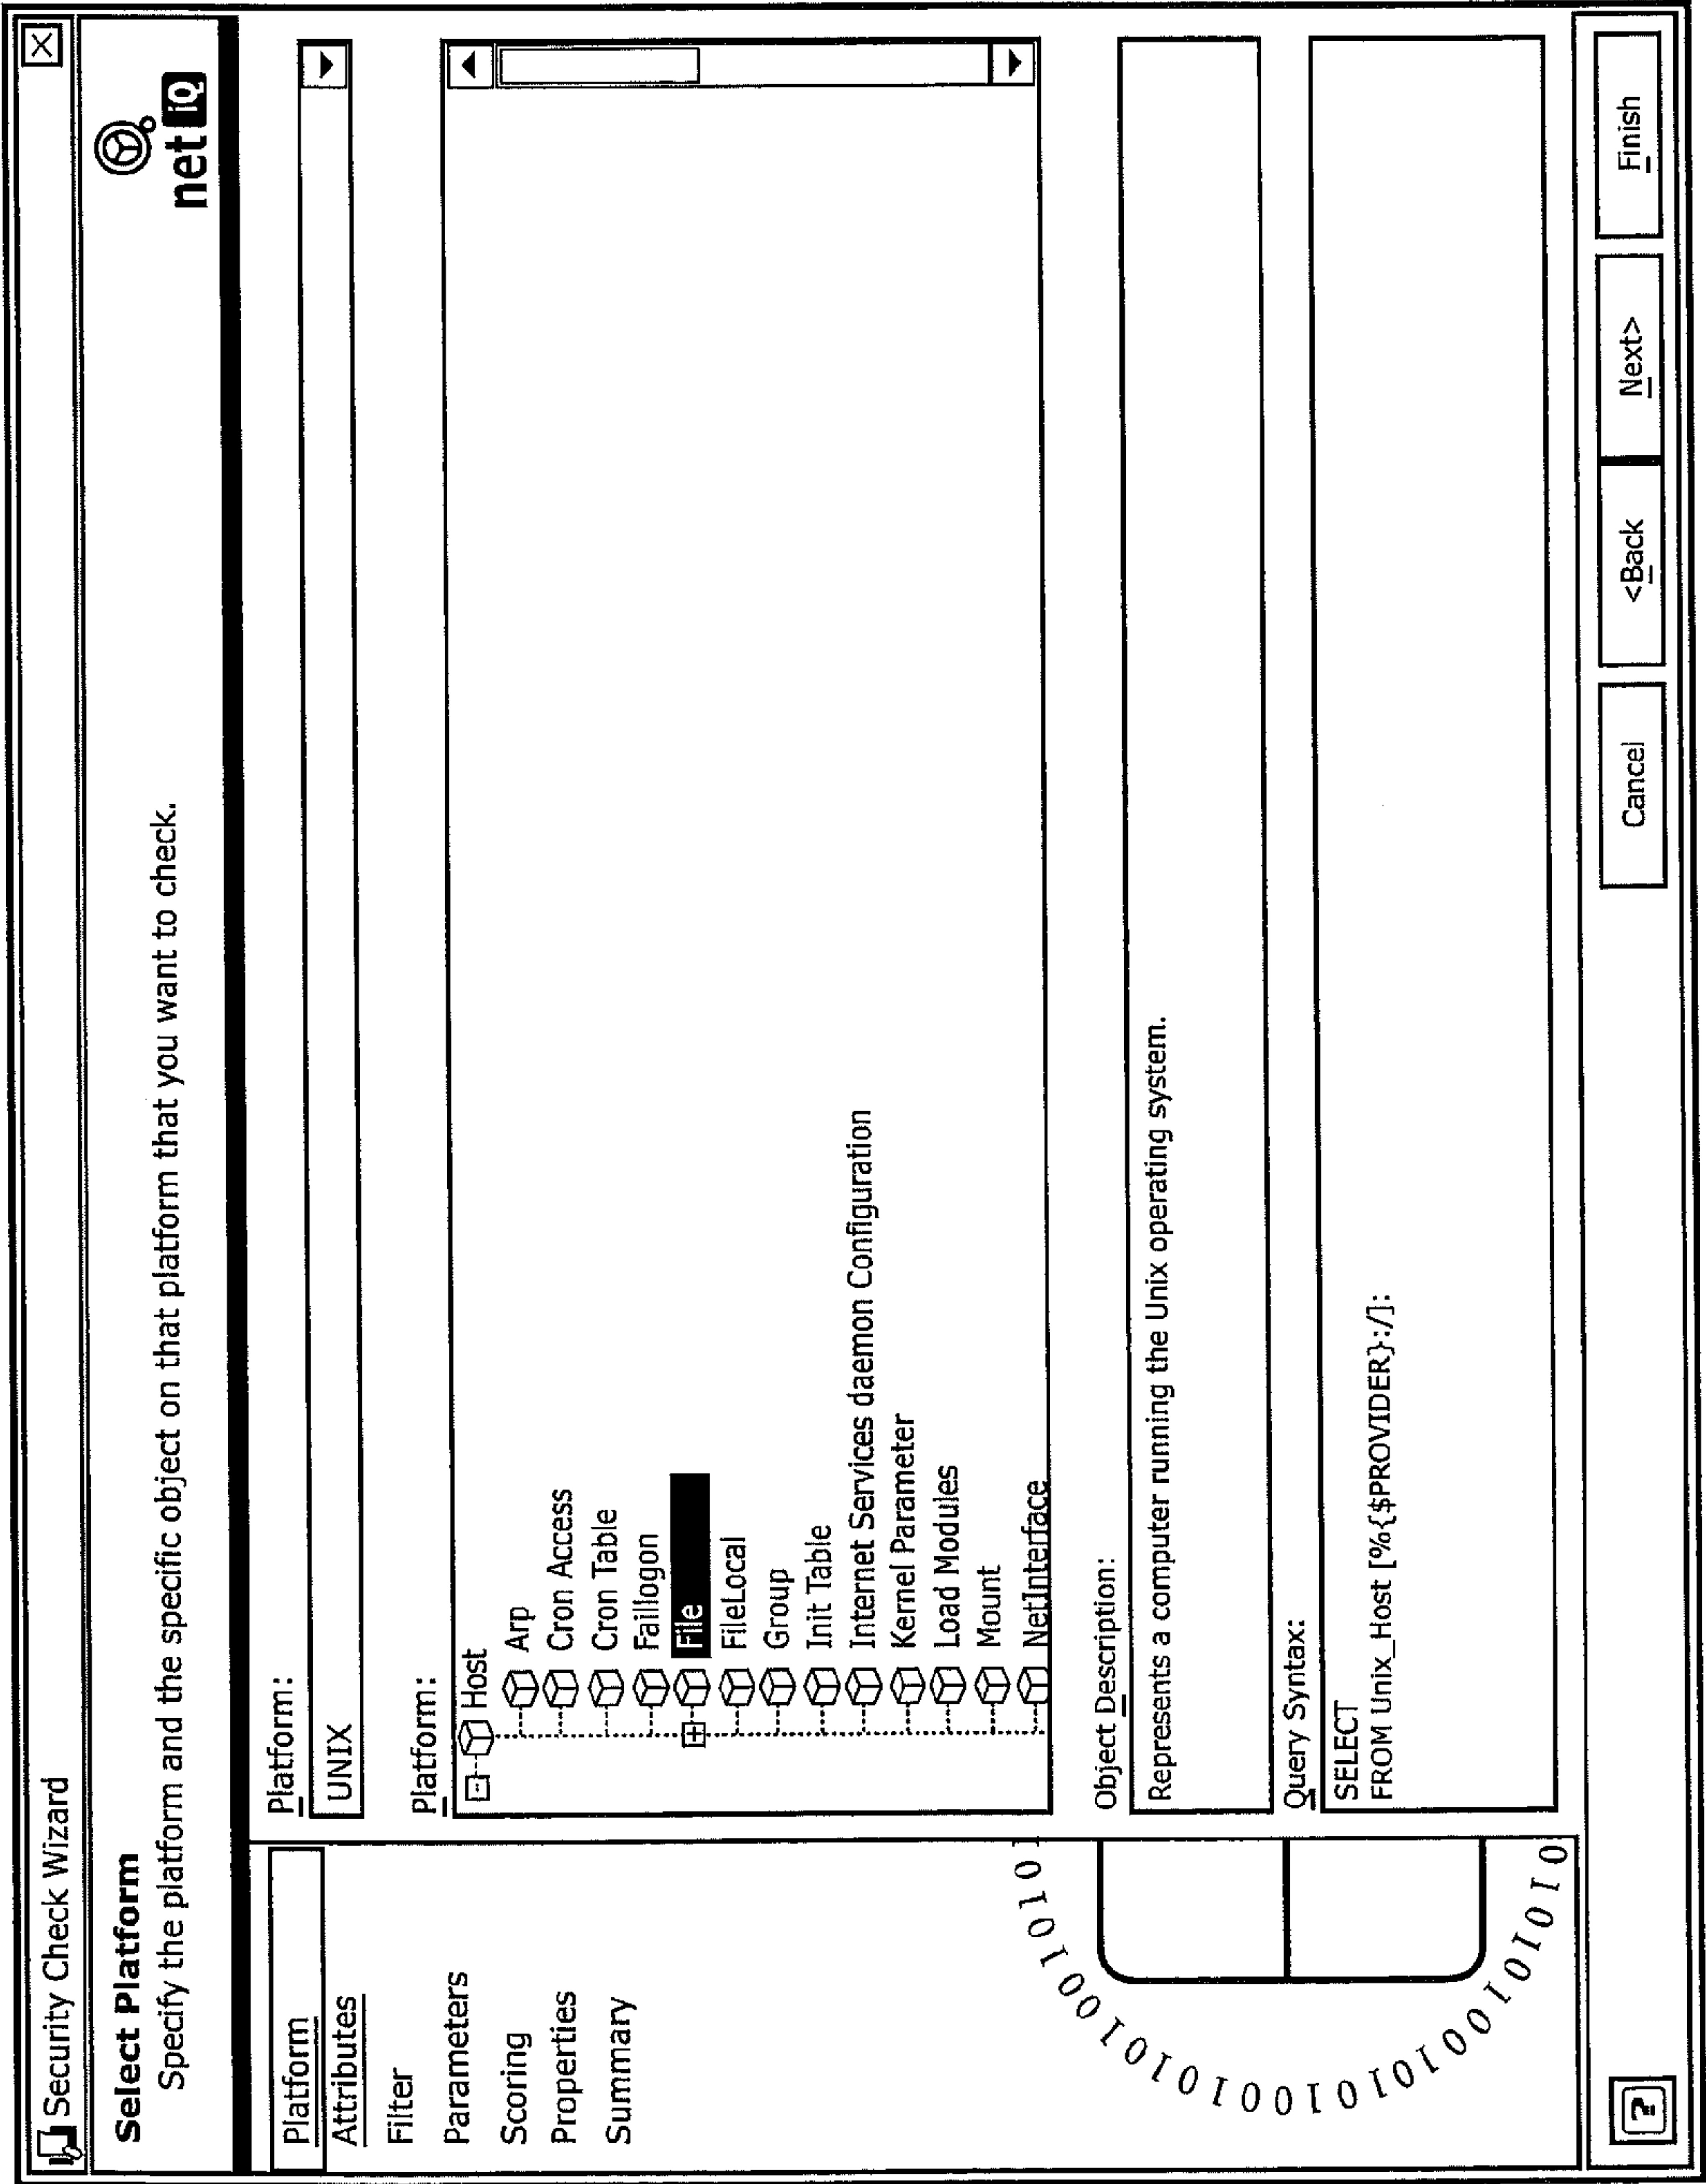 Security Check Wizard
Select Platform
Specify the platform and the specific object on that platform that you want to check.
net iQ
Platform
Attributes
Filter
Parameters
Scoring
Properties
Summary
Platform:
UNIX
Platform:
Host
Arp
Cron Access
Cron Table
Faillogon
File
FileLocal
Group
Init Table
Internet Services daemon Configuration
Kernel Parameter
Load Modules
Mount
NetInterface
Object Description:
Represents a computer running the Unix operating system.
Query Syntax:
SELECT
FROM Unix_Host [%{$PROVIDER}:/]:
?
Cancel
<Back
Next>
Finish